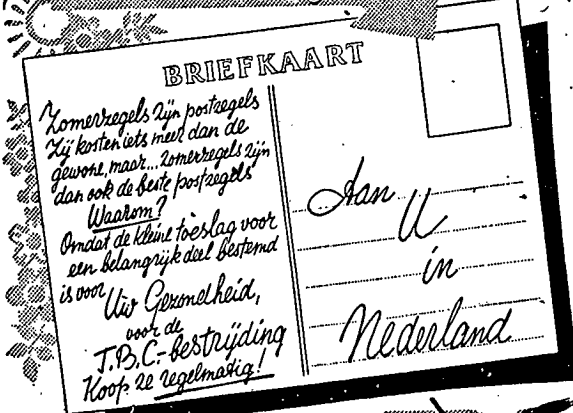 BRIEFKAART
Zomerzegels zijn postzegels
Zij kosten iets meer dan de
gewone, maar... zomerzegels zijn
dan ook de beste postzegels
Waarom?
Omdat de kleine toeslag voor
een belangrijk deel bestemd
is voor Uw Gezondheid,
voor de
T.B.C.-bestrijding
Koop ze regelmatig!
Aan
U
in
Nederland